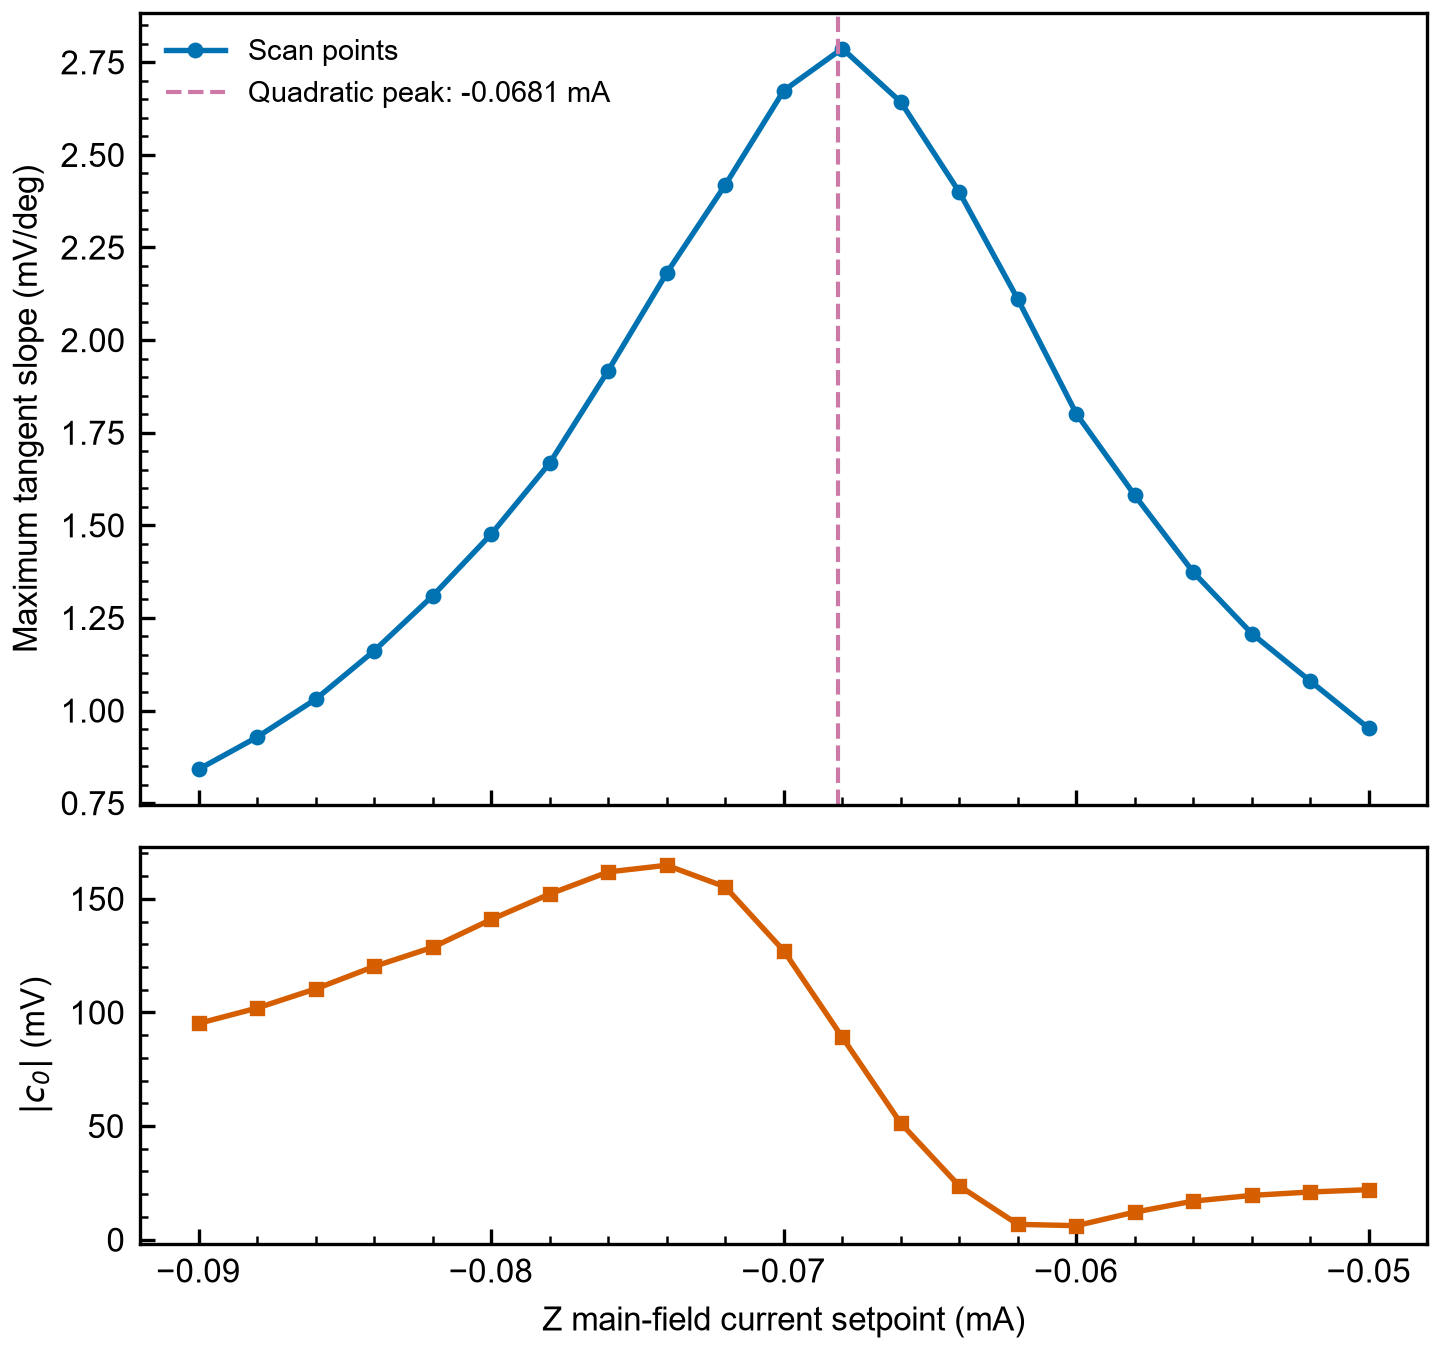 Scan points
Quadratic peak: -0.0681 mA
Maximum tangent slope (mV/deg)
2.75
2.50
2.25
2.00
1.75
1.50
1.25
1.00
0.75
|c₀| (mV)
150
100
50
0
−0.09 −0.08 −0.07 −0.06 −0.05
Z main-field current setpoint (mA)